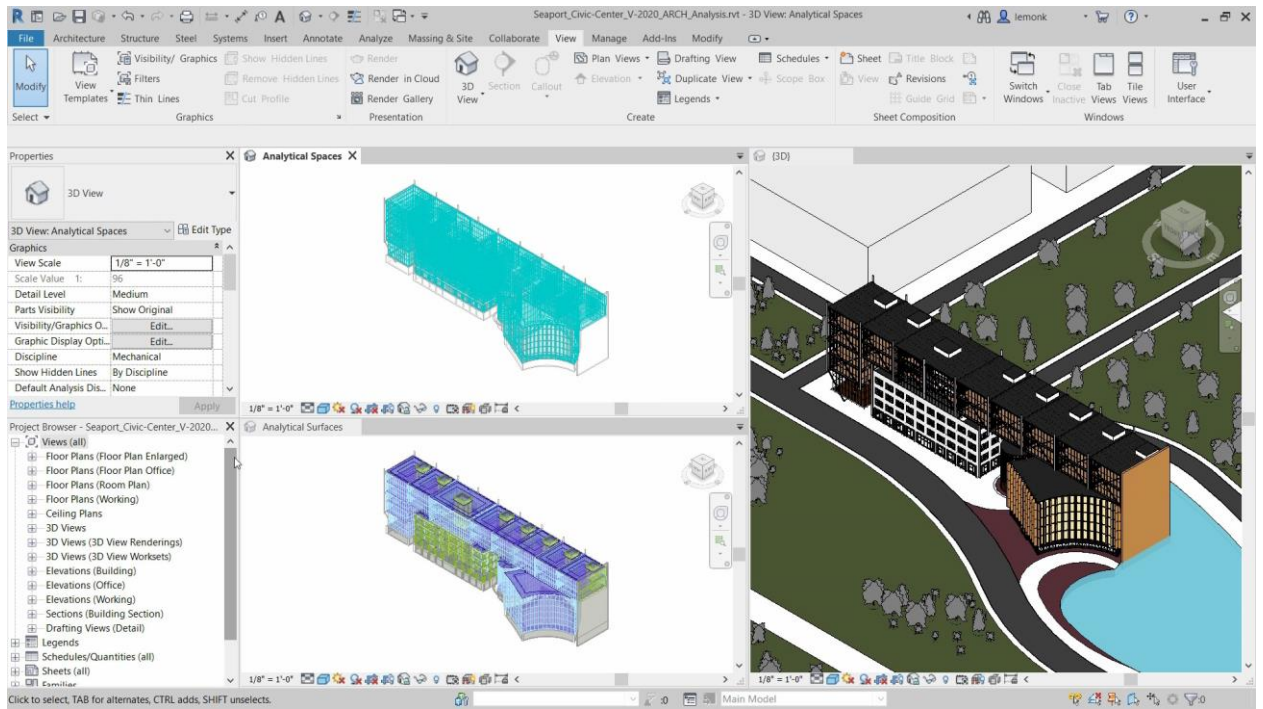 Seaport_Civic-Center_V-2020_ARCH_Analysis.rvt - 3D View: Analytical Spaces
lemonk
File Architecture Structure Steel Systems Insert Annotate Analyze Massing & Site Collaborate View Manage Add-Ins Modify
Modify
View Templates
Visibility/ Graphics
Filters
Thin Lines
Show Hidden Lines
Remove Hidden Lines
Cut Profile
Render
Render in Cloud
Render Gallery
3D View
Section
Callout
Plan Views
Elevation
Drafting View
Duplicate View
Legends
Schedules
Scope Box
Sheet
View
Title Block
Revisions
Guide Grid
Switch Windows
Close Inactive
Tab Views
Tile Views
User Interface
Select Graphics Presentation Create Sheet Composition Windows
Properties
3D View
3D View: Analytical Spaces Edit Type
Graphics
View Scale 1/8" = 1'-0"
Scale Value 1: 96
Detail Level Medium
Parts Visibility Show Original
Visibility/Graphics O... Edit...
Graphic Display Opti... Edit...
Discipline Mechanical
Show Hidden Lines By Discipline
Default Analysis Dis... None
Properties help Apply
Project Browser - Seaport_Civic-Center_V-2020...
Views (all)
Floor Plans (Floor Plan Enlarged)
Floor Plans (Floor Plan Office)
Floor Plans (Room Plan)
Floor Plans (Working)
Ceiling Plans
3D Views
3D Views (3D View Renderings)
3D Views (3D View Worksets)
Elevations (Building)
Elevations (Office)
Elevations (Working)
Sections (Building Section)
Drafting Views (Detail)
Legends
Schedules/Quantities (all)
Sheets (all)
Families
Analytical Spaces
1/8" = 1'-0"
Analytical Surfaces
1/8" = 1'-0"
{3D}
1/8" = 1'-0"
Click to select, TAB for alternates, CTRL adds, SHIFT unselects.
:0
Main Model
:0